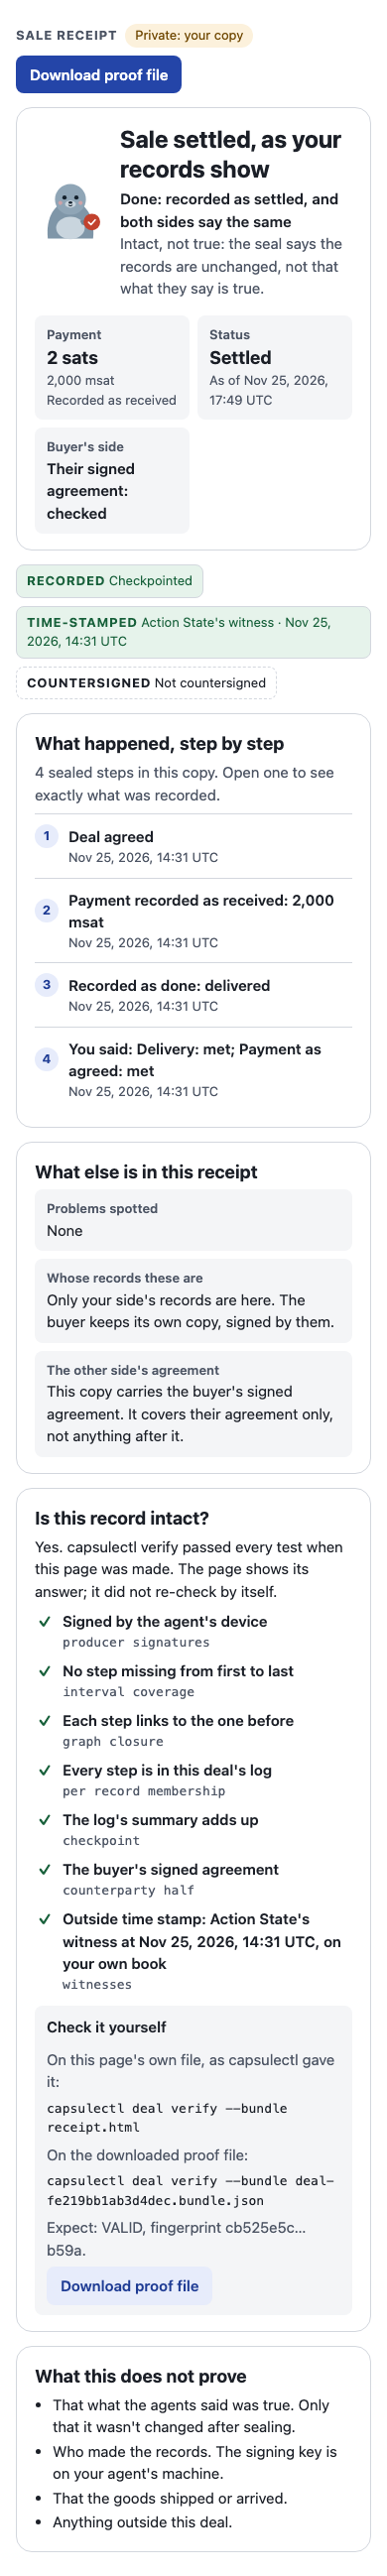 SALE RECEIPT Private: your copy
Download proof file
Sale settled, as your
records show
Done: recorded as settled, and
both sides say the same
Intact, not true: the seal says the
records are unchanged, not that
what they say is true.
Payment
2 sats
2,000 msat
Recorded as received
Status
Settled
As of Nov 25, 2026,
17:49 UTC
Buyer's side
Their signed
agreement:
checked
RECORDED Checkpointed
TIME-STAMPED Action State's witness · Nov 25,
2026, 14:31 UTC
COUNTERSIGNED Not countersigned
What happened, step by step
4 sealed steps in this copy. Open one to see
exactly what was recorded.
1 Deal agreed
Nov 25, 2026, 14:31 UTC
2 Payment recorded as received: 2,000
msat
Nov 25, 2026, 14:31 UTC
3 Recorded as done: delivered
Nov 25, 2026, 14:31 UTC
4 You said: Delivery: met; Payment as
agreed: met
Nov 25, 2026, 14:31 UTC
What else is in this receipt
Problems spotted
None
Whose records these are
Only your side's records are here. The
buyer keeps its own copy, signed by them.
The other side's agreement
This copy carries the buyer's signed
agreement. It covers their agreement only,
not anything after it.
Is this record intact?
Yes. capsulectl verify passed every test when
this page was made. The page shows its
answer; it did not re-check by itself.
Signed by the agent's device
producer signatures
No step missing from first to last
interval coverage
Each step links to the one before
graph closure
Every step is in this deal's log
per record membership
The log's summary adds up
checkpoint
The buyer's signed agreement
counterparty half
Outside time stamp: Action State's
witness at Nov 25, 2026, 14:31 UTC, on
your own book
witnesses
Check it yourself
On this page's own file, as capsulectl gave
it:
capsulectl deal verify --bundle
receipt.html
On the downloaded proof file:
capsulectl deal verify --bundle deal-
fe219bb1ab3d4dec.bundle.json
Expect: VALID, fingerprint cb525e5c…
b59a.
Download proof file
What this does not prove
• That what the agents said was true. Only
that it wasn't changed after sealing.
• Who made the records. The signing key is
on your agent's machine.
• That the goods shipped or arrived.
• Anything outside this deal.